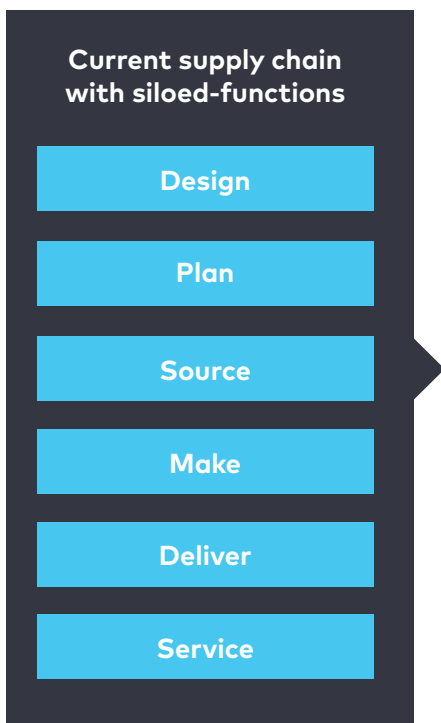 Current supply chain
with siloed-functions
Design
Plan
Source
Make
Deliver
Service